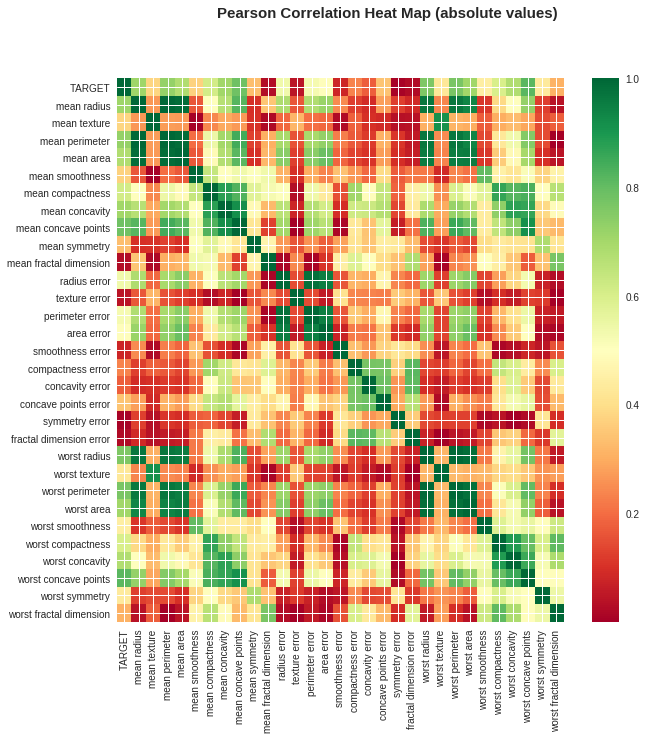 Pearson Correlation Heat Map (absolute values)
TARGET
mean radius
mean texture
mean perimeter
mean area
mean smoothness
mean compactness
mean concavity
mean concave points
mean symmetry
mean fractal dimension
radius error
texture error
perimeter error
area error
smoothness error
compactness error
concavity error
concave points error
symmetry error
fractal dimension error
worst radius
worst texture
worst perimeter
worst area
worst smoothness
worst compactness
worst concavity
worst concave points
worst symmetry
worst fractal dimension
1.0
0.8
0.6
0.4
0.2
TARGET
mean radius
mean texture
mean perimeter
mean area
mean smoothness
mean compactness
mean concavity
mean concave points
mean symmetry
mean fractal dimension
radius error
texture error
perimeter error
area error
smoothness error
compactness error
concavity error
concave points error
symmetry error
fractal dimension error
worst radius
worst texture
worst perimeter
worst area
worst smoothness
worst compactness
worst concavity
worst concave points
worst symmetry
worst fractal dimension